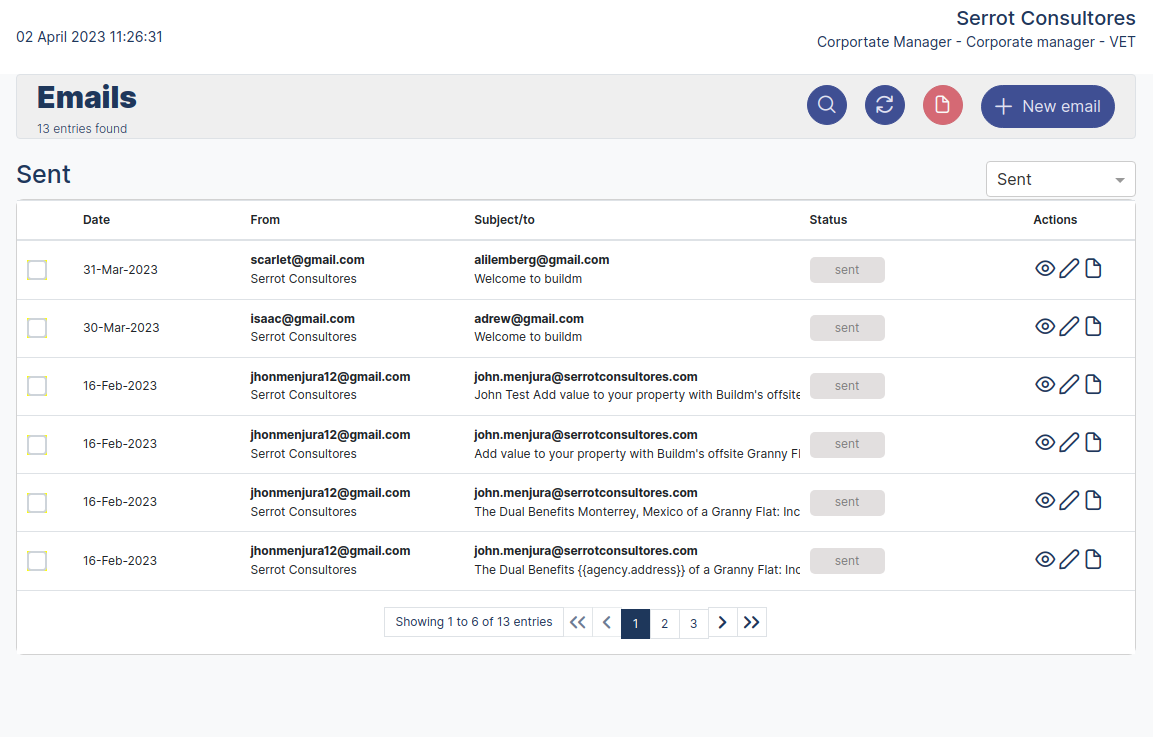 Serrot Consultores
02 April 2023 11:26:31
Corportate Manager - Corporate manager - VET
Emails
13 entries found
New email
Sent
Sent
Date From Subject/to Status Actions
scarlet@gmail.com alilemberg@gmail.com
31-Mar-2023 sent
Serrot Consultores Welcome to buildm
isaac@gmail.com adrew@gmail.com
30-Mar-2023 sent
Serrot Consultores Welcome to buildm
jhonmenjura12@gmail.com john.menjura@serrotconsultores.com
16-Feb-2023 sent
Serrot Consultores John Test Add value to your property with Buildm's offsite
jhonmenjura12@gmail.com john.menjura@serrotconsultores.com
16-Feb-2023 sent
Serrot Consultores Add value to your property with Buildm's offsite Granny Fl
jhonmenjura12@gmail.com john.menjura@serrotconsultores.com
16-Feb-2023 sent
Serrot Consultores The Dual Benefits Monterrey, Mexico of a Granny Flat: Inc
jhonmenjura12@gmail.com john.menjura@serrotconsultores.com
16-Feb-2023 sent
Serrot Consultores The Dual Benefits {{agency.address}} of a Granny Flat: Inc
Showing 1 to 6 of 13 entries 1 2 3